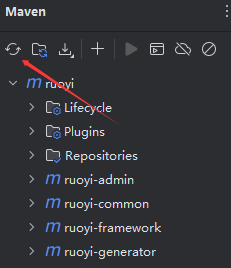 Maven
ruoyi
Lifecycle
Plugins
Repositories
ruoyi-admin
ruoyi-common
ruoyi-framework
ruoyi-generator